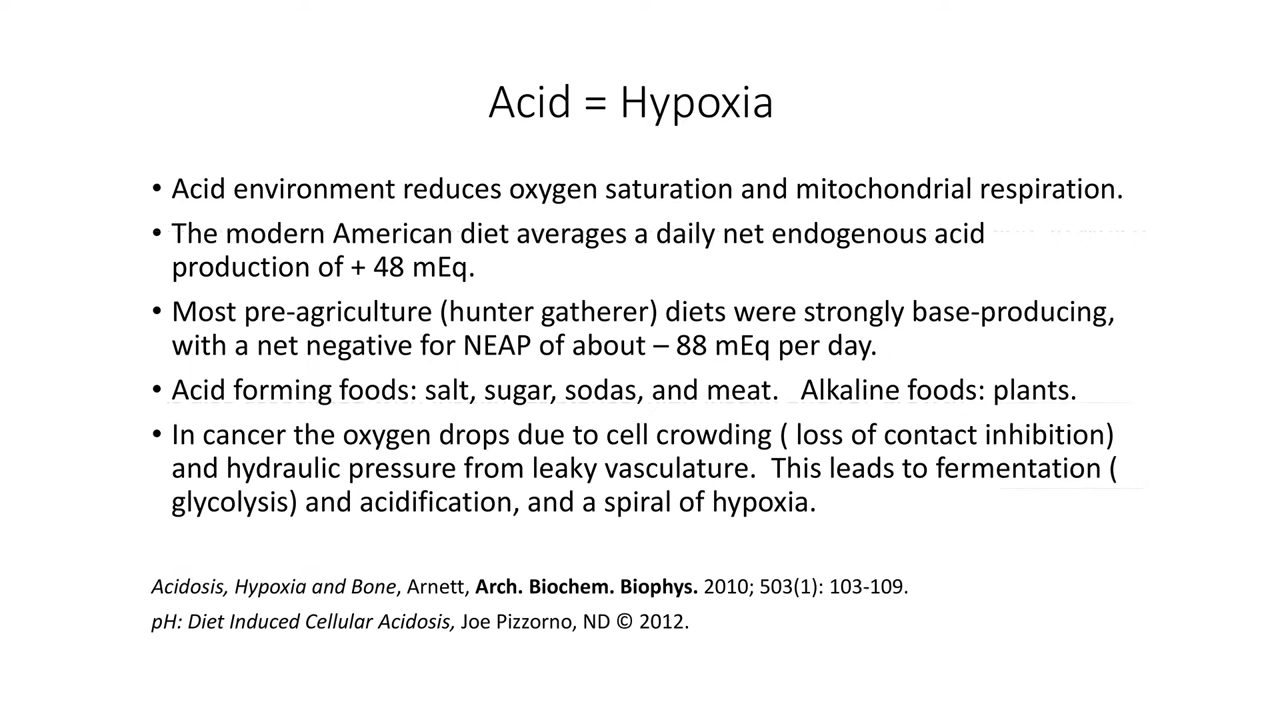 Acid = Hypoxia
• Acid environment reduces oxygen saturation and mitochondrial respiration.
• The modern American diet averages a daily net endogenous acid
production of + 48 mEq.
• Most pre-agriculture (hunter gatherer) diets were strongly base-producing,
with a net negative for NEAP of about – 88 mEq per day.
• Acid forming foods: salt, sugar, sodas, and meat.   Alkaline foods: plants.
• In cancer the oxygen drops due to cell crowding ( loss of contact inhibition)
and hydraulic pressure from leaky vasculature.  This leads to fermentation (
glycolysis) and acidification, and a spiral of hypoxia.
Acidosis, Hypoxia and Bone, Arnett, Arch. Biochem. Biophys. 2010; 503(1): 103-109.
pH: Diet Induced Cellular Acidosis, Joe Pizzorno, ND © 2012.